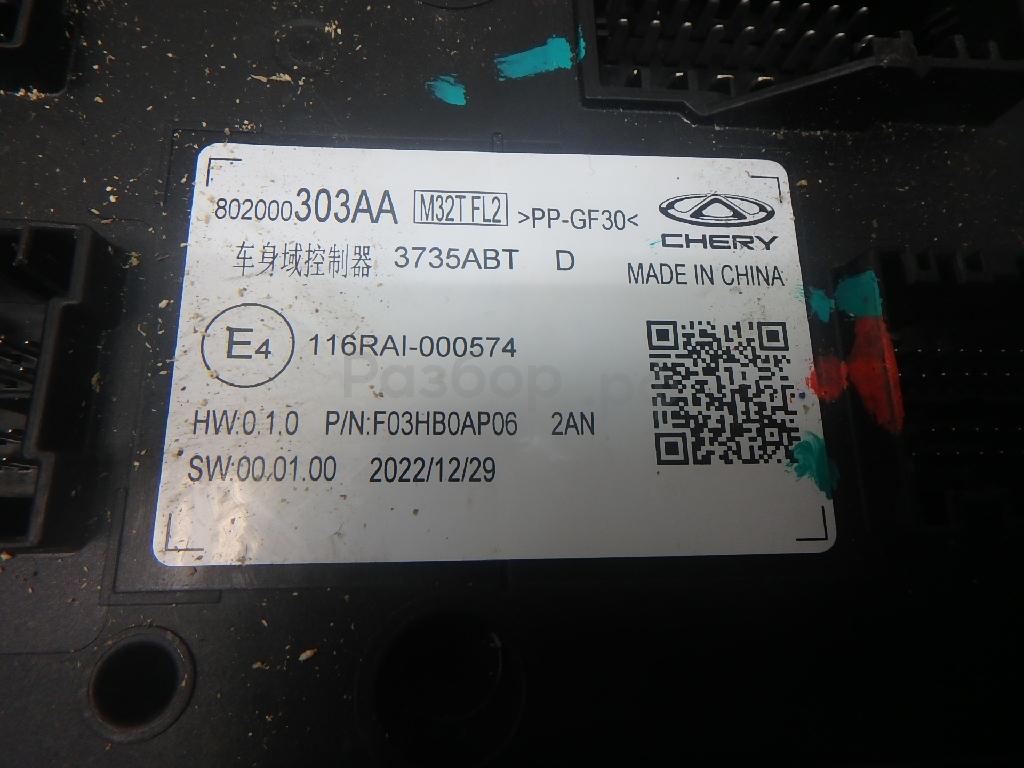 802000303AA M32T FL2 >PP-GF30<
CHERY
车身域控制器 3735ABT D
MADE IN CHINA
E4 116RAI-000574
Разбор
HW:0.1.0 P/N:F03HB0AP06 2AN
SW:00.01.00 2022/12/29